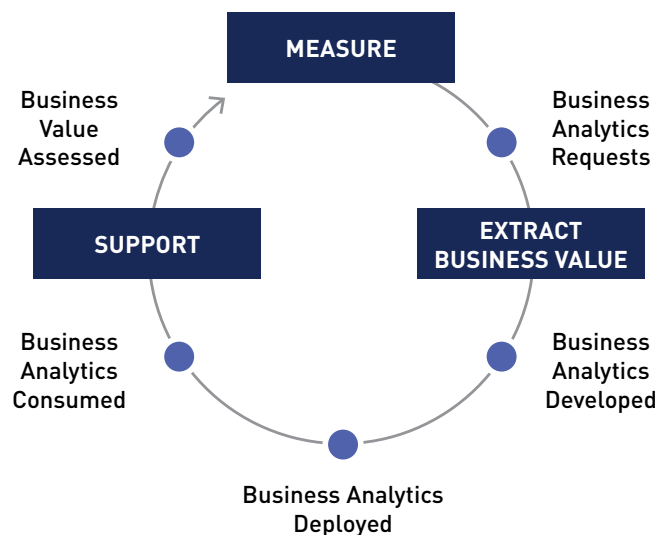 MEASURE
Business
Analytics
Requests
EXTRACT
BUSINESS VALUE
Business
Analytics
Developed
Business Analytics
Deployed
Business
Analytics
Consumed
SUPPORT
Business
Value
Assessed